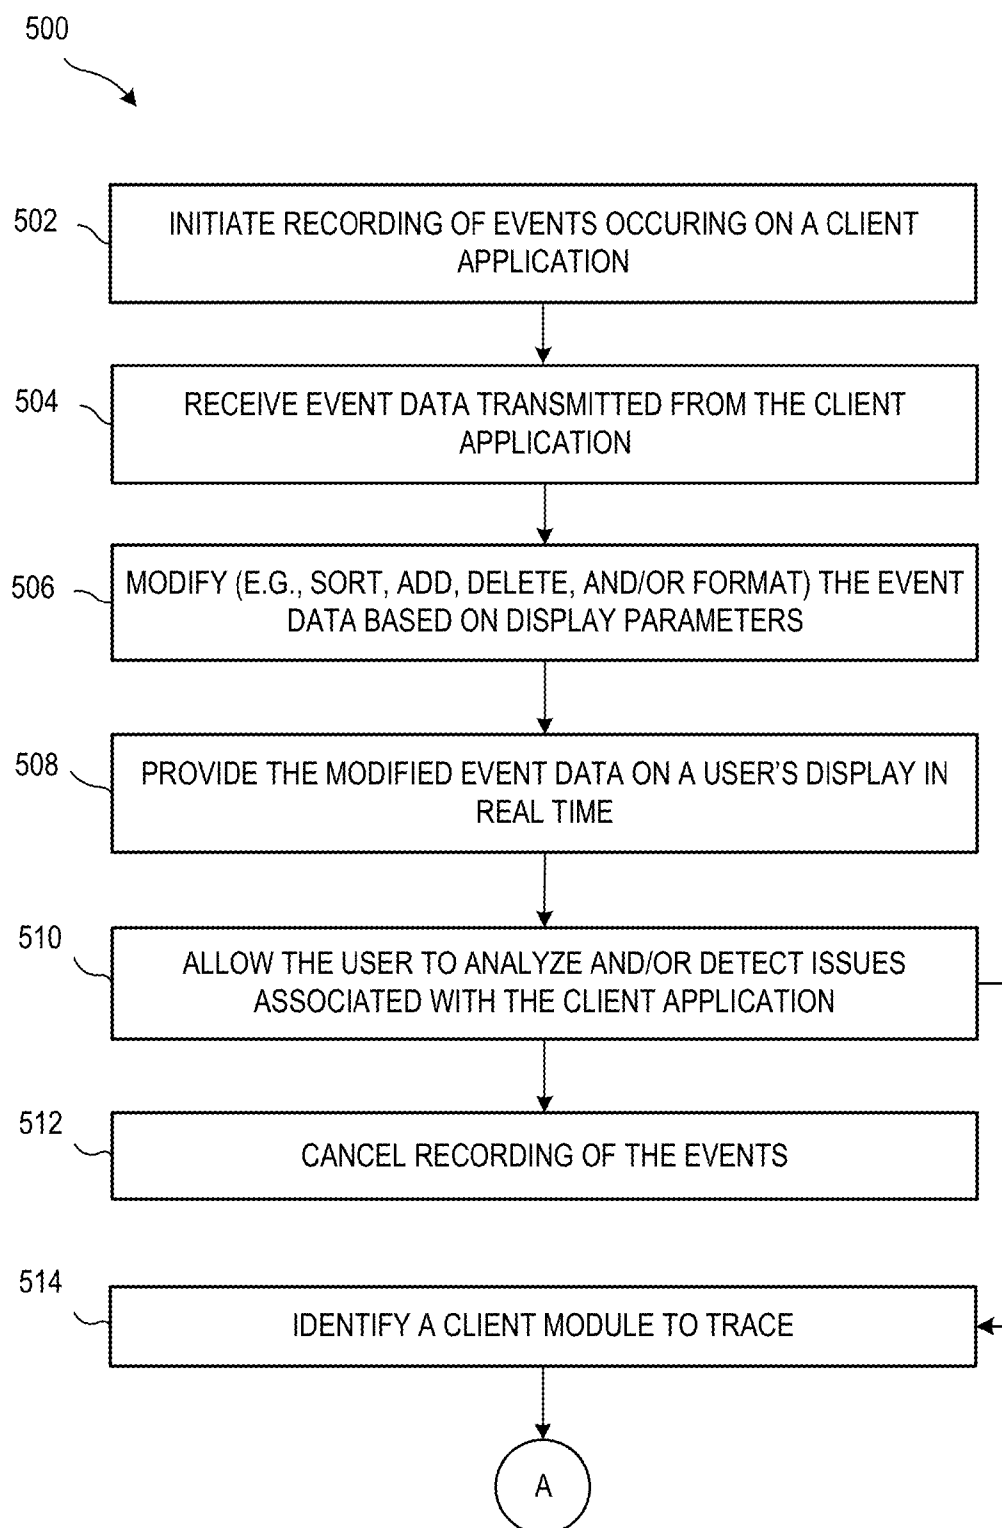 500
502
INITIATE RECORDING OF EVENTS OCCURING ON A CLIENT
APPLICATION
504
RECEIVE EVENT DATA TRANSMITTED FROM THE CLIENT
APPLICATION
506
MODIFY (E.G., SORT, ADD, DELETE, AND/OR FORMAT) THE EVENT
DATA BASED ON DISPLAY PARAMETERS
508
PROVIDE THE MODIFIED EVENT DATA ON A USER'S DISPLAY IN
REAL TIME
510
ALLOW THE USER TO ANALYZE AND/OR DETECT ISSUES
ASSOCIATED WITH THE CLIENT APPLICATION
512
CANCEL RECORDING OF THE EVENTS
514
IDENTIFY A CLIENT MODULE TO TRACE
A